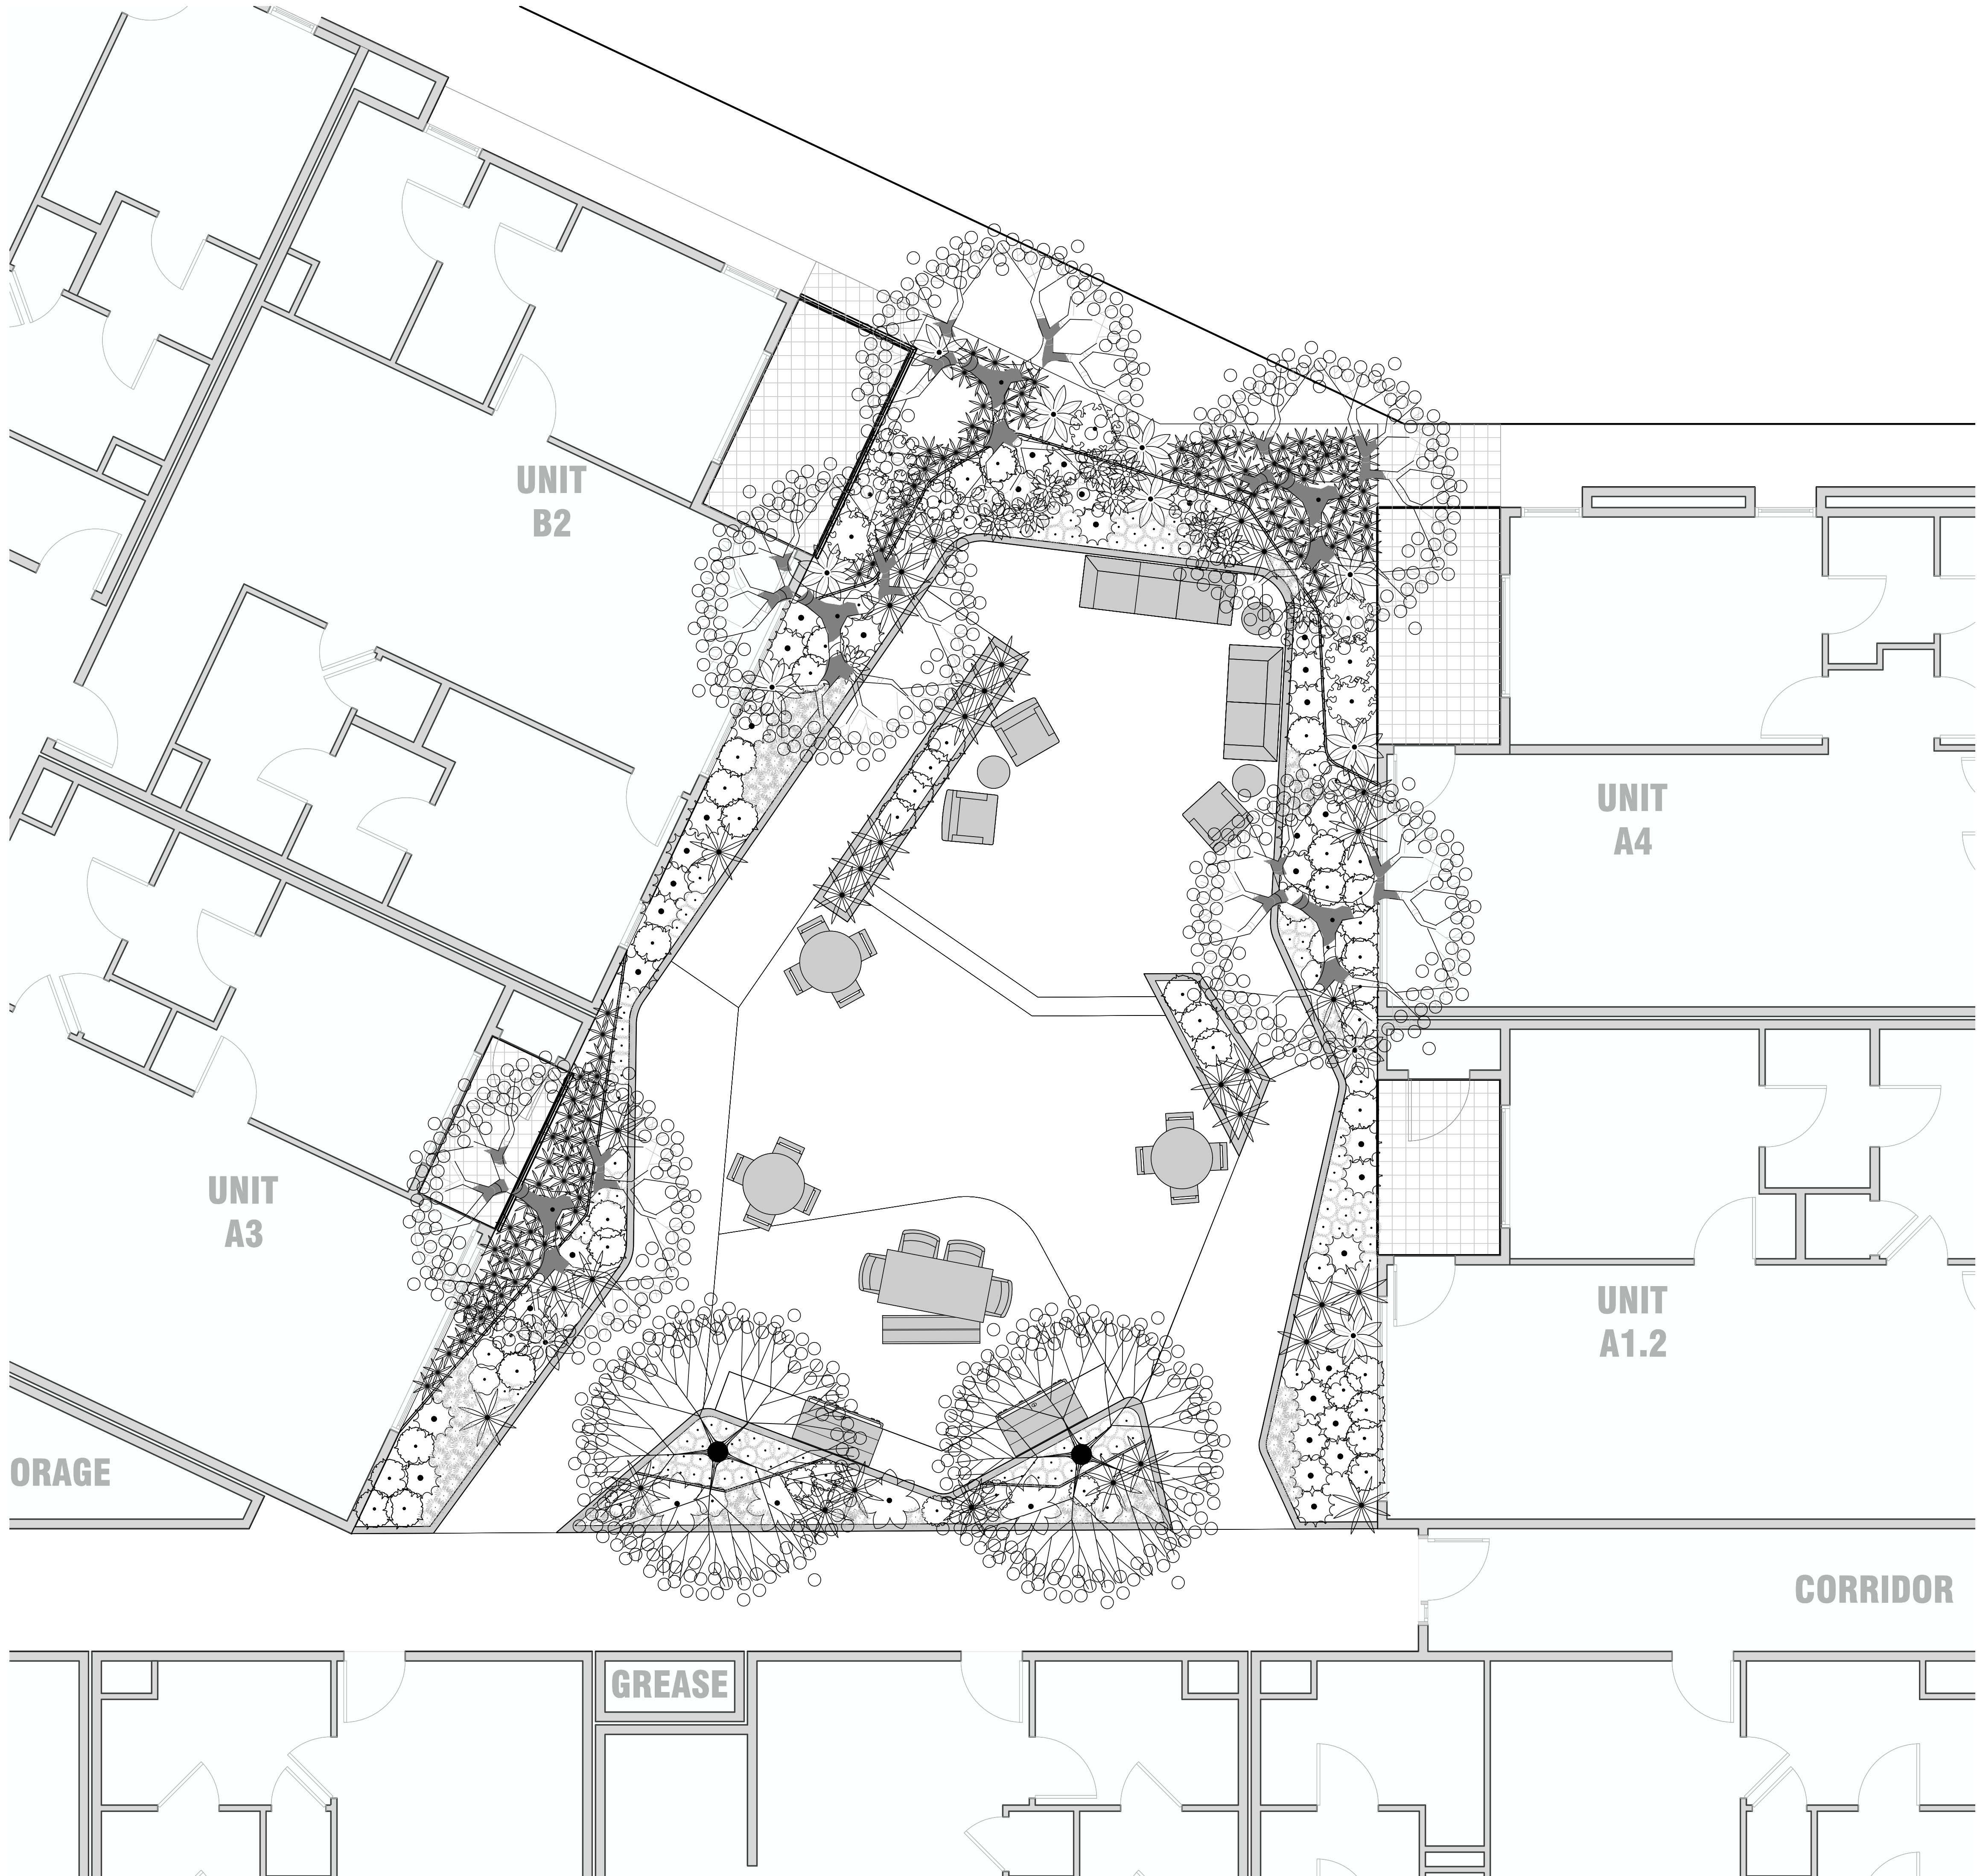 UNIT
B2
UNIT
A4
UNIT
A3
UNIT
A1.2
ORAGE
CORRIDOR
GREASE